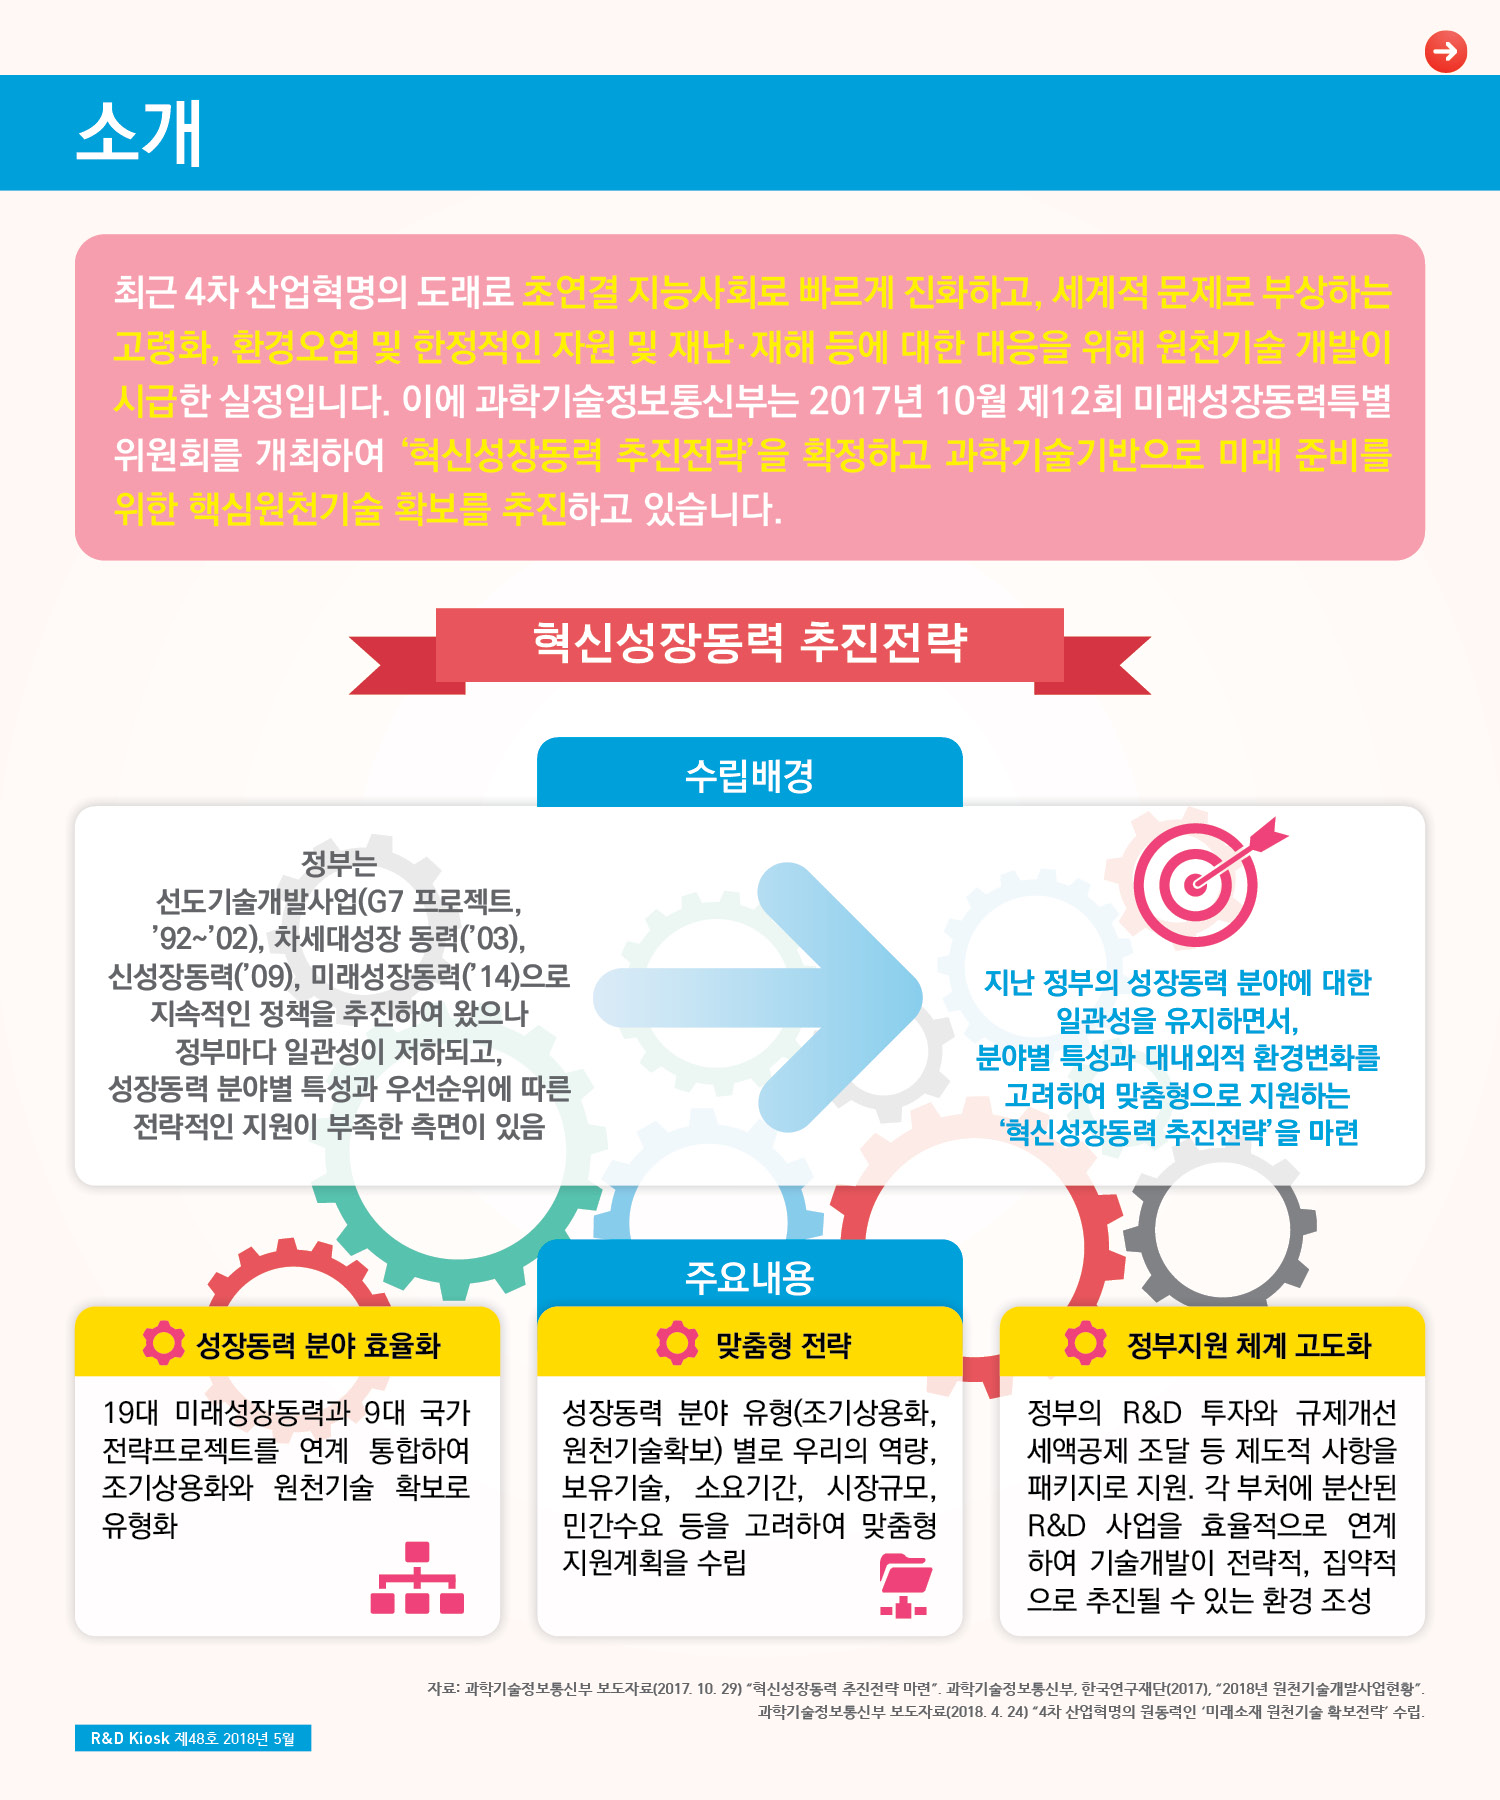 소개
최근 4차 산업혁명의 도래로 초연결 지능사회로 빠르게 진화하고, 세계적 문제로 부상하는
고령화, 환경오염 및 한정적인 자원 및 재난·재해 등에 대한 대응을 위해 원천기술 개발이
시급한 실정입니다. 이에 과학기술정보통신부는 2017년 10월 제12회 미래성장동력특별
위원회를 개최하여 ‘혁신성장동력 추진전략’을 확정하고 과학기술기반으로 미래 준비를
위한 핵심원천기술 확보를 추진하고 있습니다.
혁신성장동력 추진전략
수립배경
정부는
선도기술개발사업(G7 프로젝트,
’92~’02), 차세대성장 동력(’03),
신성장동력(’09), 미래성장동력(’14)으로
지속적인 정책을 추진하여 왔으나
정부마다 일관성이 저하되고,
성장동력 분야별 특성과 우선순위에 따른
전략적인 지원이 부족한 측면이 있음
지난 정부의 성장동력 분야에 대한
일관성을 유지하면서,
분야별 특성과 대내외적 환경변화를
고려하여 맞춤형으로 지원하는
‘혁신성장동력 추진전략’을 마련
주요내용
성장동력 분야 효율화
19대 미래성장동력과 9대 국가
전략프로젝트를 연계 통합하여
조기상용화와 원천기술 확보로
유형화
맞춤형 전략
성장동력 분야 유형(조기상용화,
원천기술확보) 별로 우리의 역량,
보유기술, 소요기간, 시장규모,
민간수요 등을 고려하여 맞춤형
지원계획을 수립
정부지원 체계 고도화
정부의 R&D 투자와 규제개선
세액공제 조달 등 제도적 사항을
패키지로 지원. 각 부처에 분산된
R&D 사업을 효율적으로 연계
하여 기술개발이 전략적, 집약적
으로 추진될 수 있는 환경 조성
자료: 과학기술정보통신부 보도자료(2017. 10. 29) “혁신성장동력 추진전략 마련”. 과학기술정보통신부, 한국연구재단(2017), “2018년 원천기술개발사업현황”.
과학기술정보통신부 보도자료(2018. 4. 24) “4차 산업혁명의 원동력인 ‘미래소재 원천기술 확보전략’ 수립.
R&D Kiosk 제48호 2018년 5월